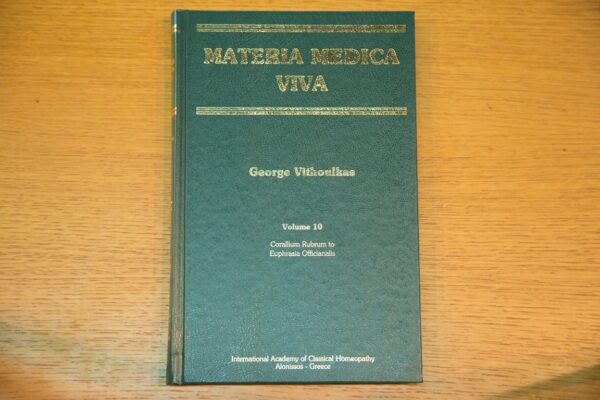 MATERIA MEDICA
VIVA
George Vithoulkas
Volume 10
Corallium Rubrum to
Euphrasia Officianalis
International Academy of Classical Homeopathy
Alonissos - Greece